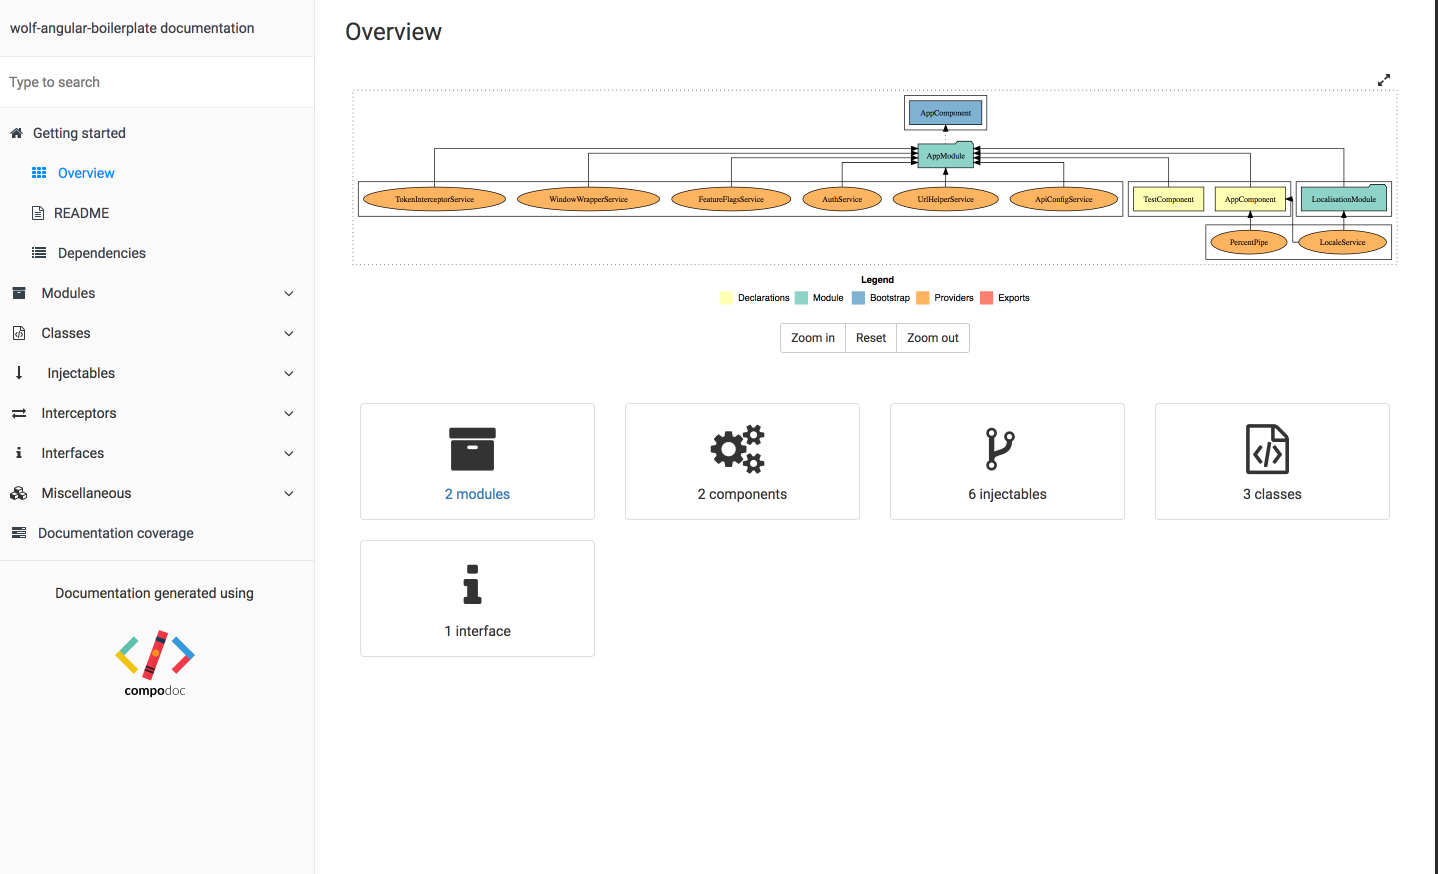 wolf-angular-boilerplate documentation
Type to search
Getting started
Overview
README
Dependencies
Modules
Classes
Injectables
Interceptors
Interfaces
Miscellaneous
Documentation coverage
Documentation generated using
compodoc
Overview
AppComponent
AppModule
TokenInterceptorService WindowWrapperService FeatureFlagsService AuthService UrlHelperService ApiConfigService TestComponent AppComponent LocalisationModule
PercentPipe LocaleService
Legend
Declarations Module Bootstrap Providers Exports
Zoom in Reset Zoom out
2 modules 2 components 6 injectables 3 classes
1 interface